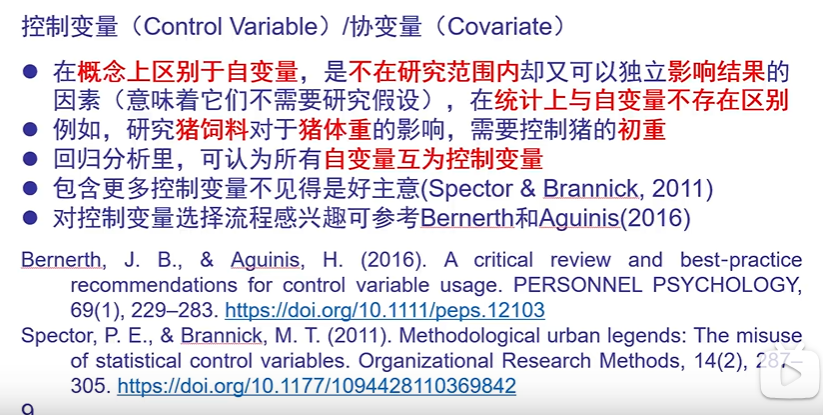 控制变量（Control Variable）/协变量（Covariate）
● 在概念上区别于自变量，是不在研究范围内却又可以独立影响结果的
因素（意味着它们不需要研究假设），在统计上与自变量不存在区别
● 例如，研究猪饲料对于猪体重的影响，需要控制猪的初重
● 回归分析里，可认为所有自变量互为控制变量
● 包含更多控制变量不见得是好主意(Spector & Brannick, 2011)
● 对控制变量选择流程感兴趣可参考Bernerth和Aguinis(2016)
Bernerth, J. B., & Aguinis, H. (2016). A critical review and best-practice
recommendations for control variable usage. PERSONNEL PSYCHOLOGY,
69(1), 229–283. https://doi.org/10.1111/peps.12103
Spector, P. E., & Brannick, M. T. (2011). Methodological urban legends: The misuse
of statistical control variables. Organizational Research Methods, 14(2), 287–
305. https://doi.org/10.1177/1094428110369842
9